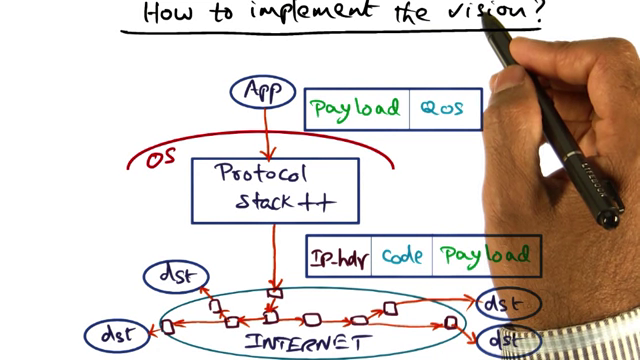 How to implement the vision?
App
Payload QOS
OS
Protocol
stack++
IP-hdr Code Payload
dst
dst
dst
INTERNET
dst